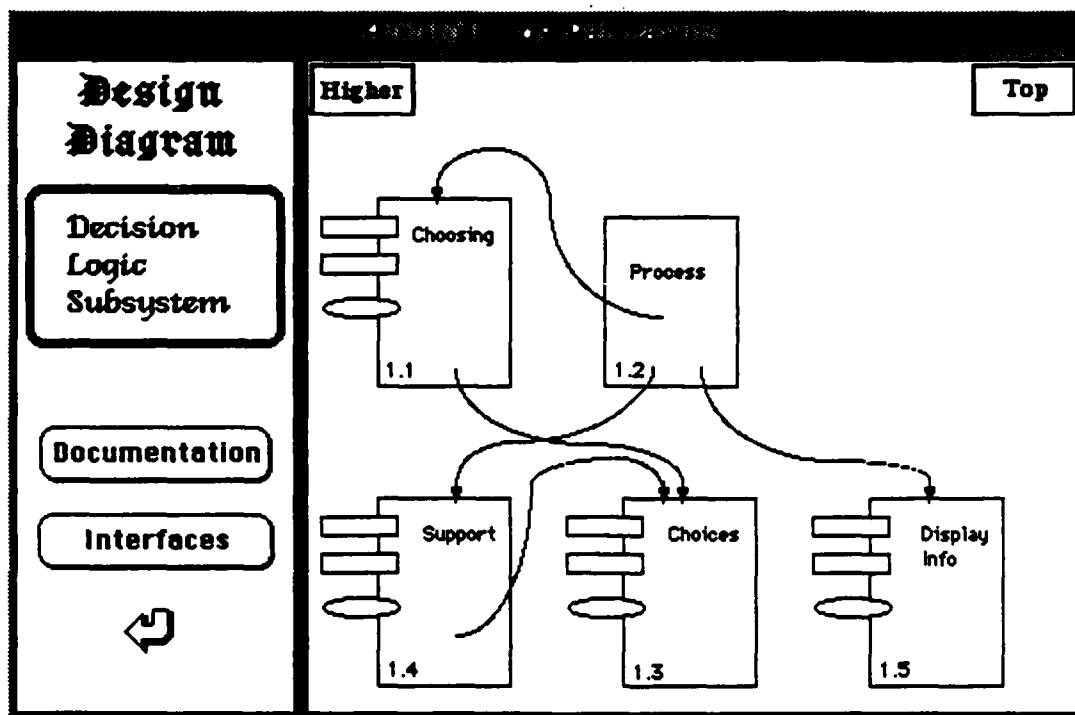 Design
Diagram
Decision
Logic
Subsystem
Documentation
Interfaces
Higher
Top
Choosing
1.1
Process
1.2
Support
1.4
Choices
1.3
Display
Info
1.5